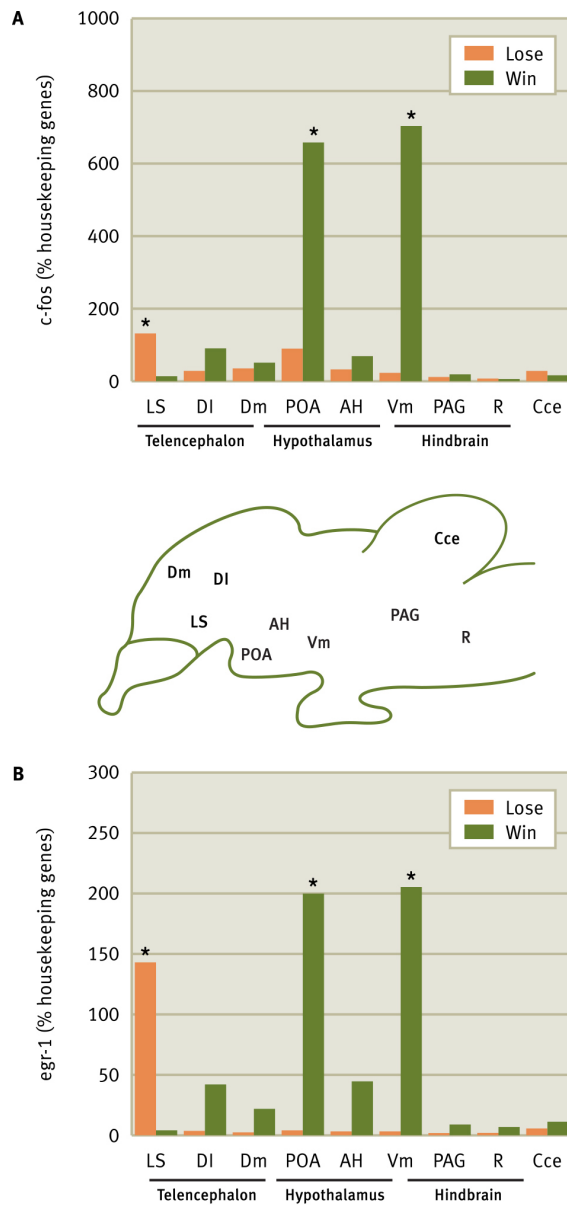 A
1000
Lose
Win
800
600
400
200
0
c-fos (% housekeeping genes)
*
*
*
LS DI Dm POA AH Vm PAG R Cce
Telencephalon Hypothalamus Hindbrain
Cce
Dm DI
LS AH PAG
POA Vm R
B
300
Lose
Win
250
200
150
100
50
0
egr-1 (% housekeeping genes)
*
*
*
LS DI Dm POA AH Vm PAG R Cce
Telencephalon Hypothalamus Hindbrain